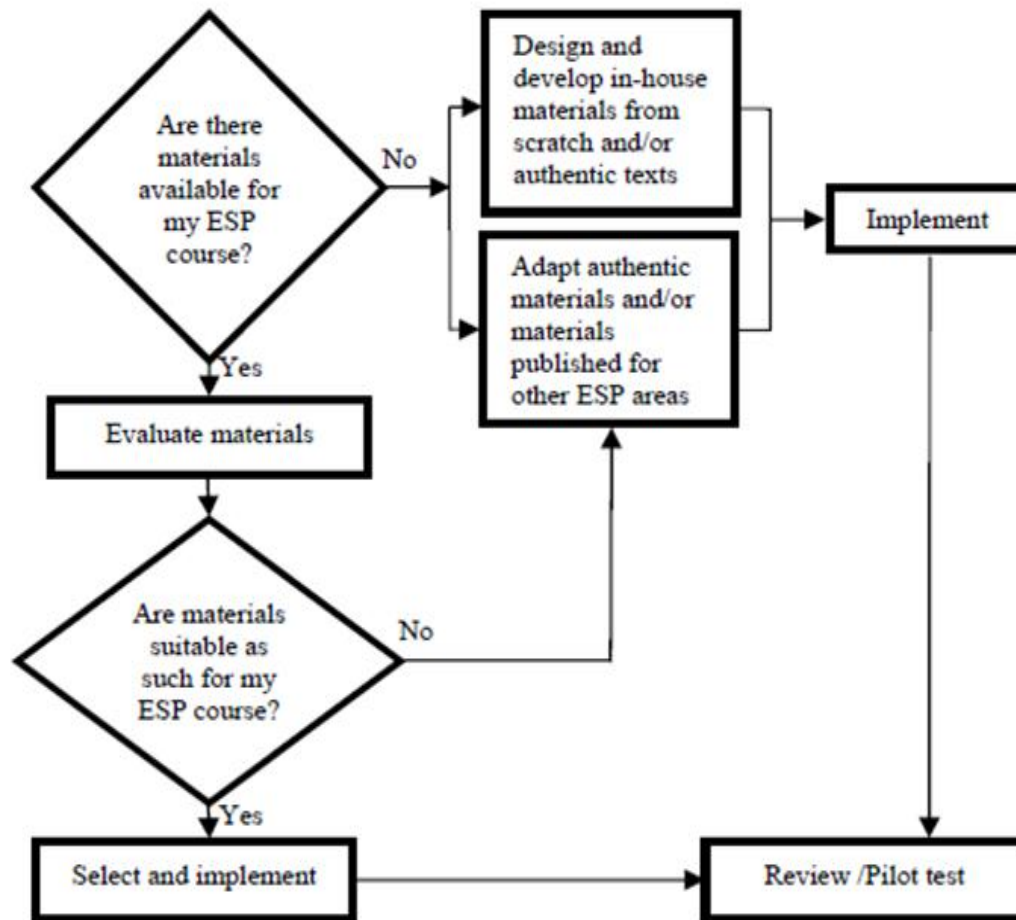 Are there
materials
available for
my ESP
course?
No
Design and
develop in-house
materials from
scratch and/or
authentic texts
Implement
Adapt authentic
materials and/or
materials
published for
other ESP areas
Yes
Evaluate materials
Are materials
suitable as
such for my
ESP course?
No
Yes
Select and implement
Review /Pilot test